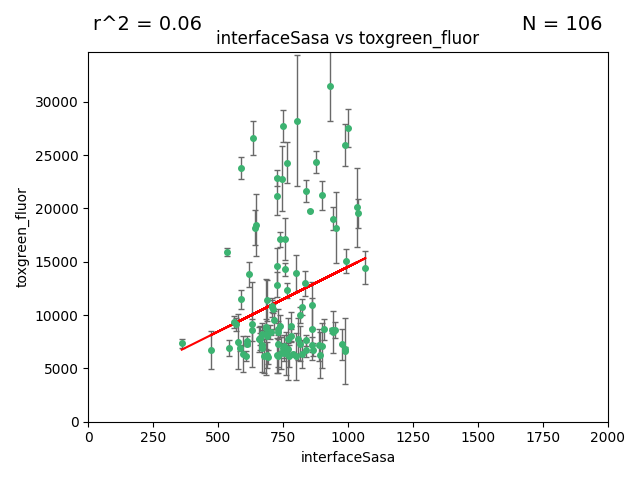 r^2 = 0.06
N = 106
interfaceSasa vs toxgreen_fluor
30000
25000
20000
15000
10000
5000
0
toxgreen_fluor
0 250 500 750 1000 1250 1500 1750 2000
interfaceSasa